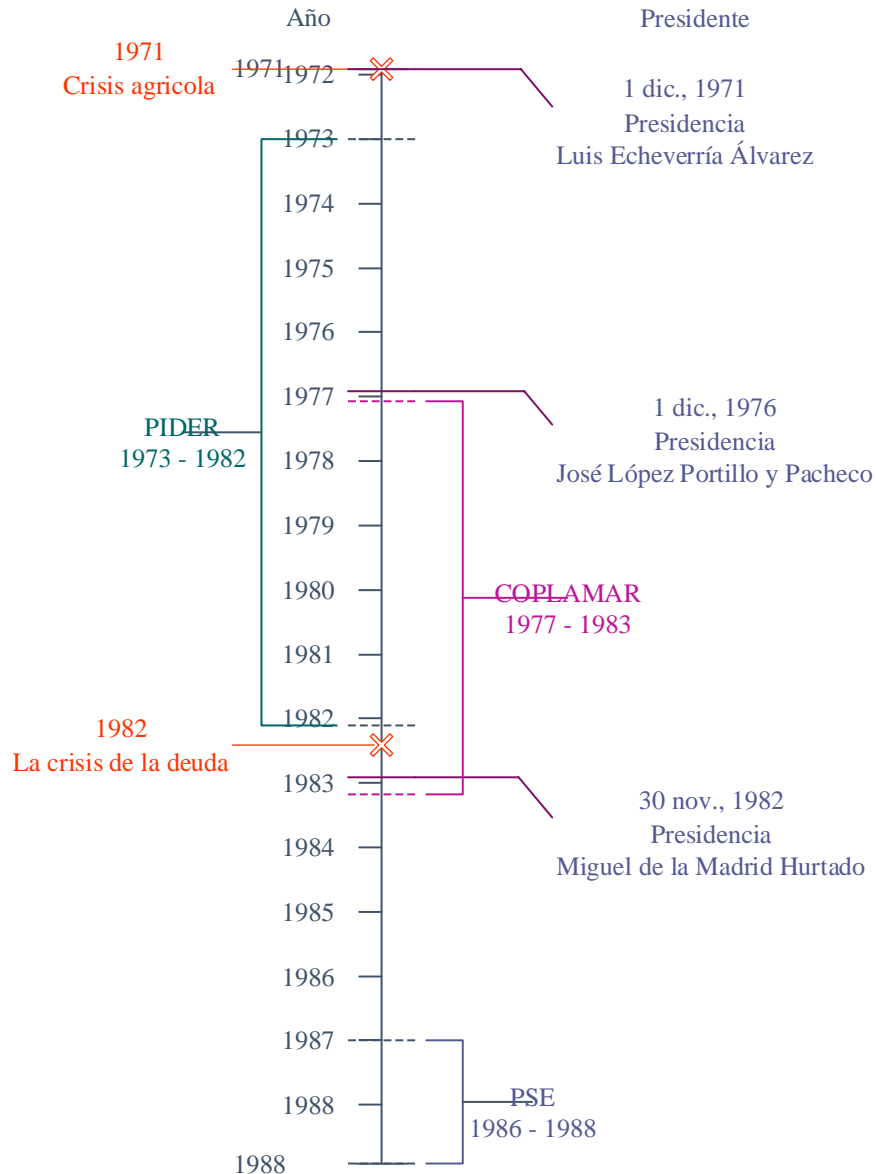 Año
Presidente
1971
Crisis agricola
1971
1972
1 dic., 1971
Presidencia
Luis Echeverría Álvarez
1973
1974
1975
1976
1977
1 dic., 1976
Presidencia
José López Portillo y Pacheco
PIDER
1973 - 1982
1978
1979
1980
COPLAMAR
1977 - 1983
1981
1982
1982
La crisis de la deuda
1983
30 nov., 1982
Presidencia
Miguel de la Madrid Hurtado
1984
1985
1986
1987
1988
PSE
1986 - 1988
1988